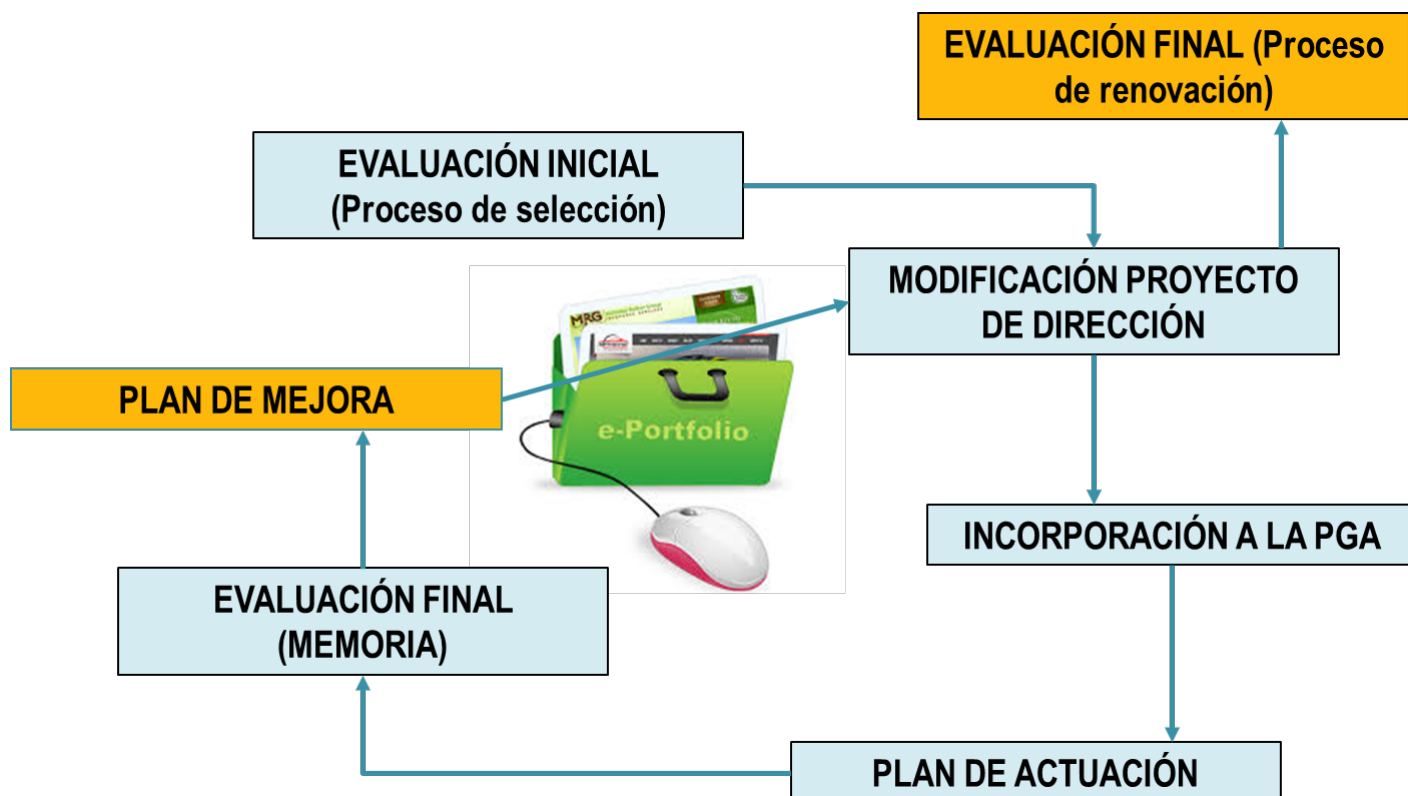 EVALUACIÓN FINAL (Proceso
de renovación)
EVALUACIÓN INICIAL
(Proceso de selección)
MODIFICACIÓN PROYECTO
DE DIRECCIÓN
MRG
PLAN DE MEJORA
e-Portfolio
INCORPORACIÓN A LA PGA
EVALUACIÓN FINAL
(MEMORIA)
PLAN DE ACTUACIÓN